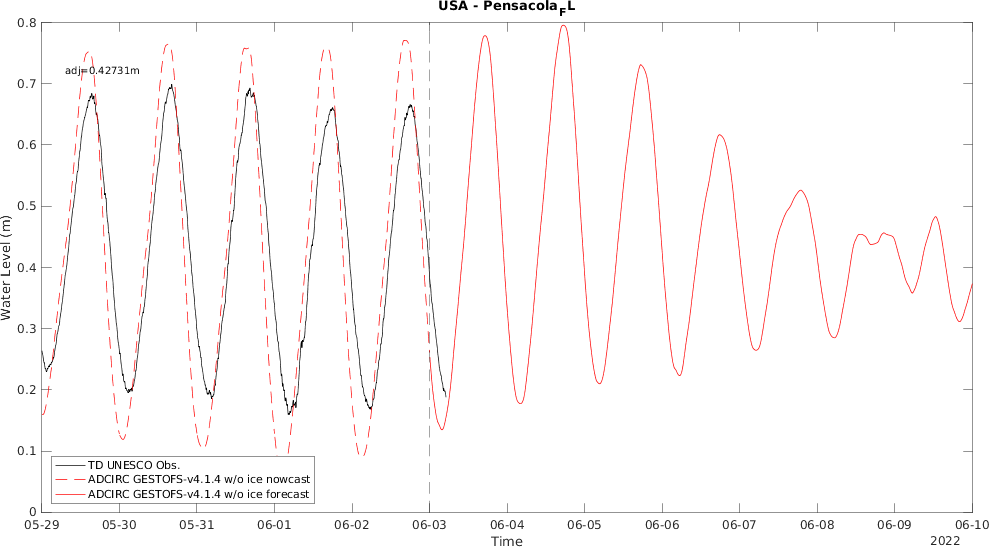 USA - Pensacola_FL
adj=0.42731m
0.8
0.7
0.6
0.5
0.4
0.3
0.2
0.1
0
Water Level (m)
TD UNESCO Obs.
ADCIRC GESTOFS-v4.1.4 w/o ice nowcast
ADCIRC GESTOFS-v4.1.4 w/o ice forecast
05-29 05-30 05-31 06-01 06-02 06-03 06-04 06-05 06-06 06-07 06-08 06-09 06-10
Time
2022